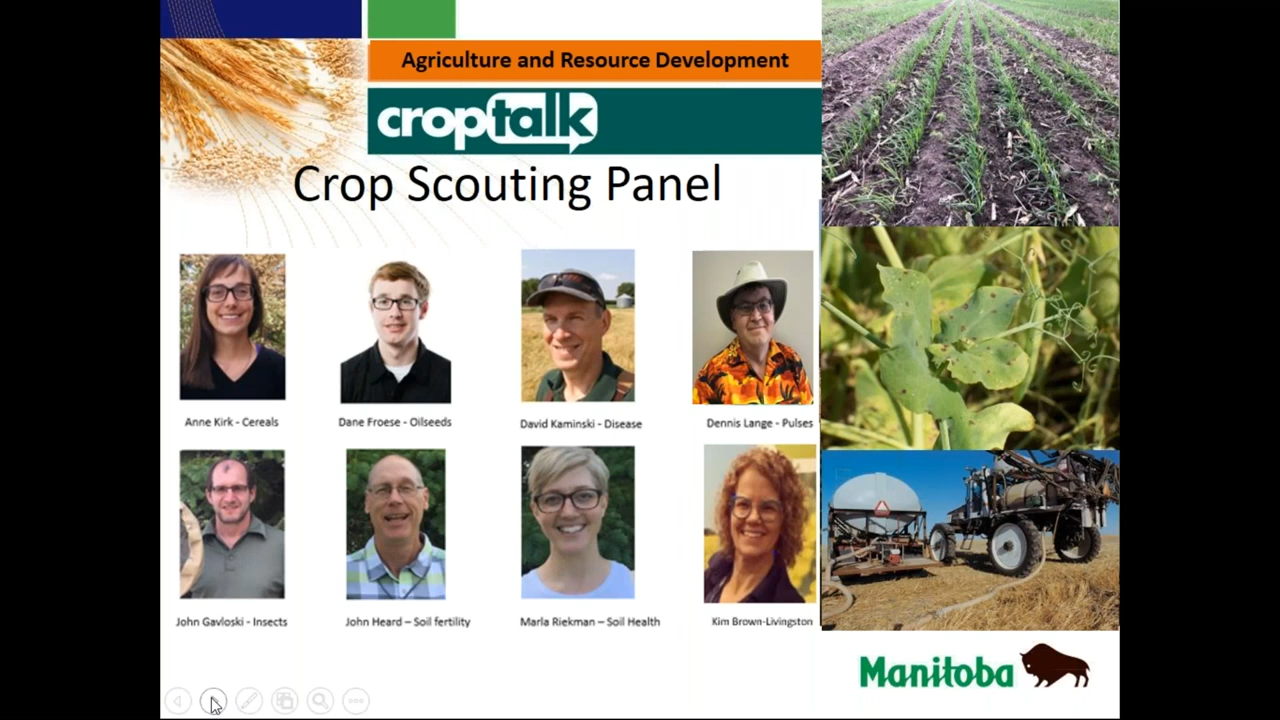 Agriculture and Resource Development
croptalk
Crop Scouting Panel
Anne Kirk - Cereals
Dane Froese - Oilseeds
David Kaminski - Disease
Dennis Lange - Pulses
John Gavloski - Insects
John Heard – Soil fertility
Marla Riekman – Soil Health
Kim Brown-Livingston
Manitoba